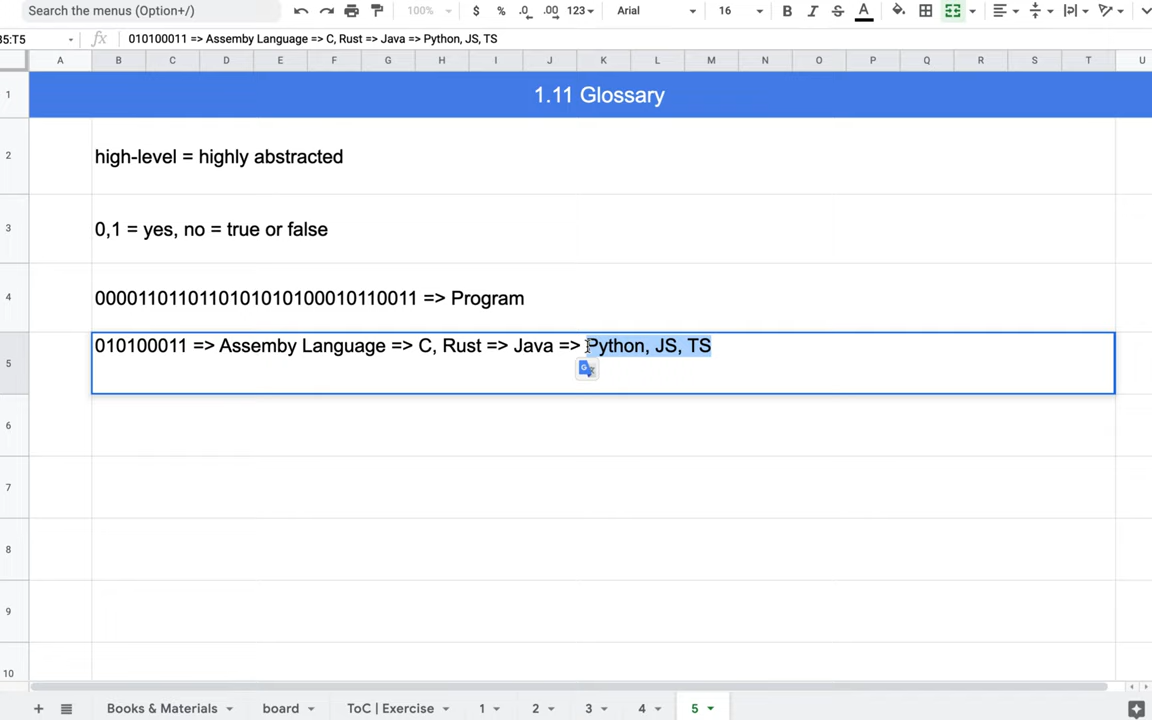 Search the menus (Option+/)
100%
$ % .0 .00 123
Arial
16
B I S A
35:T5
fx
010100011 => Assemby Language => C, Rust => Java => Python, JS, TS
A B C D E F G H I J K L M N O P Q R S T U
1
1.11 Glossary
2
high-level = highly abstracted
3
0,1 = yes, no = true or false
4
00001101101101010101000010110011 => Program
5
010100011 => Assemby Language => C, Rust => Java => Python, JS, TS
6
7
8
9
10
+ Books & Materials board ToC | Exercise 1 2 3 4 5